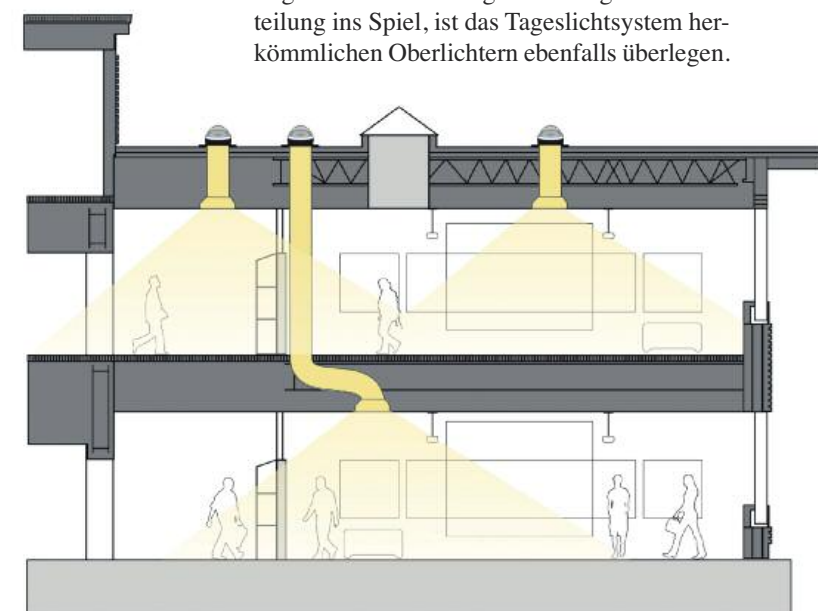 teilung ins Spiel, ist das Tageslichtsystem her-
kömmlichen Oberlichtern ebenfalls überlegen.